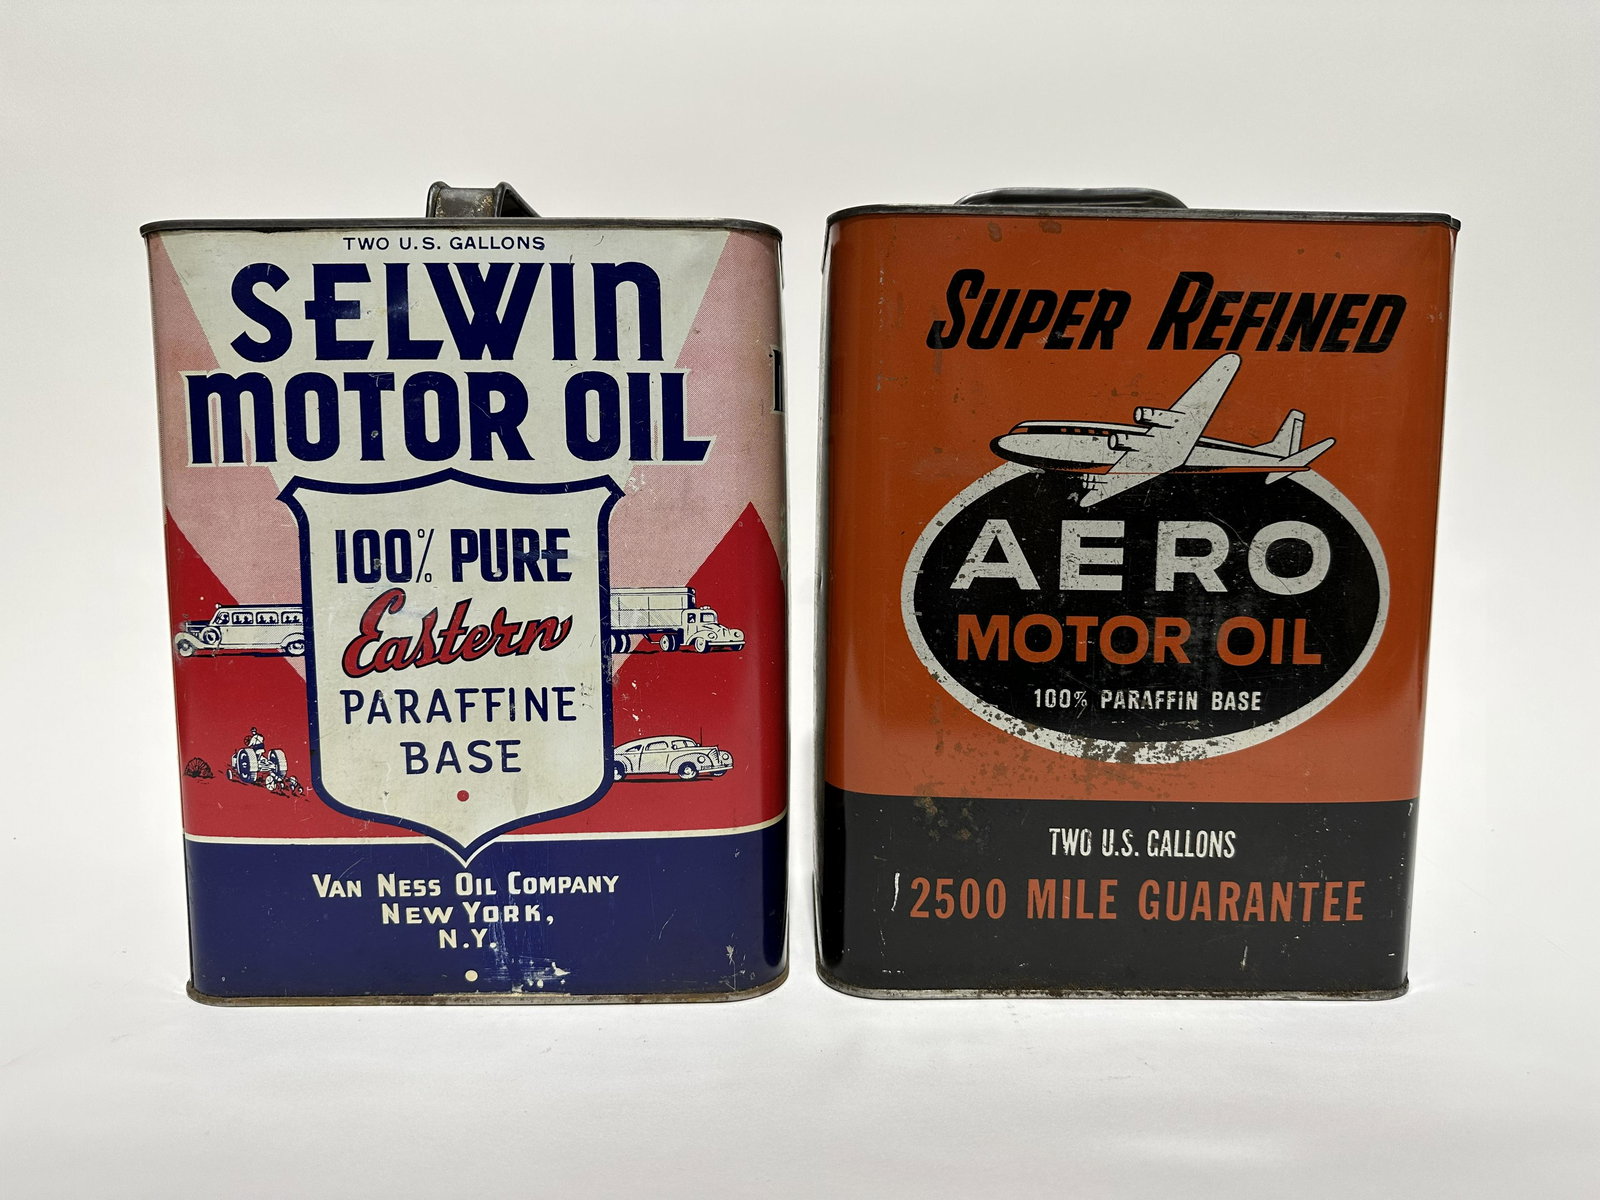 TWO U.S. GALLONS
SELWIN
MOTOR OIL
100% PURE
Eastern
PARAFFINE
BASE
VAN NESS OIL COMPANY
NEW YORK,
N.Y.
SUPER REFINED
AERO
MOTOR OIL
100% PARAFFIN BASE
TWO U.S. GALLONS
2500 MILE GUARANTEE